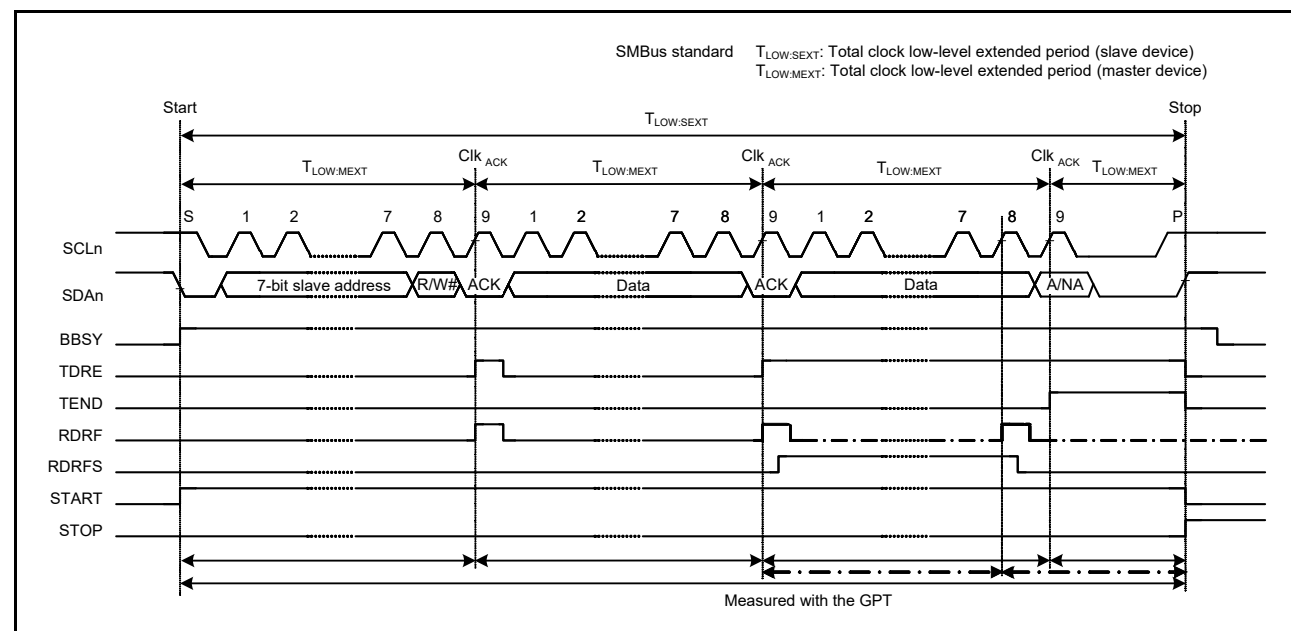 SMBus standard T_LOW:SEXT: Total clock low-level extended period (slave device)
T_LOW:MEXT: Total clock low-level extended period (master device)
Start Stop
T_LOW:SEXT
Clk ACK Clk ACK Clk ACK
T_LOW:MEXT T_LOW:MEXT T_LOW:MEXT T_LOW:MEXT
S 1 2 7 8 9 1 2 7 8 9 1 2 7 8 9 P
SCLn
SDAn 7-bit slave address R/W# ACK Data ACK Data A/NA
BBSY
TDRE
TEND
RDRF
RDRFS
START
STOP
Measured with the GPT